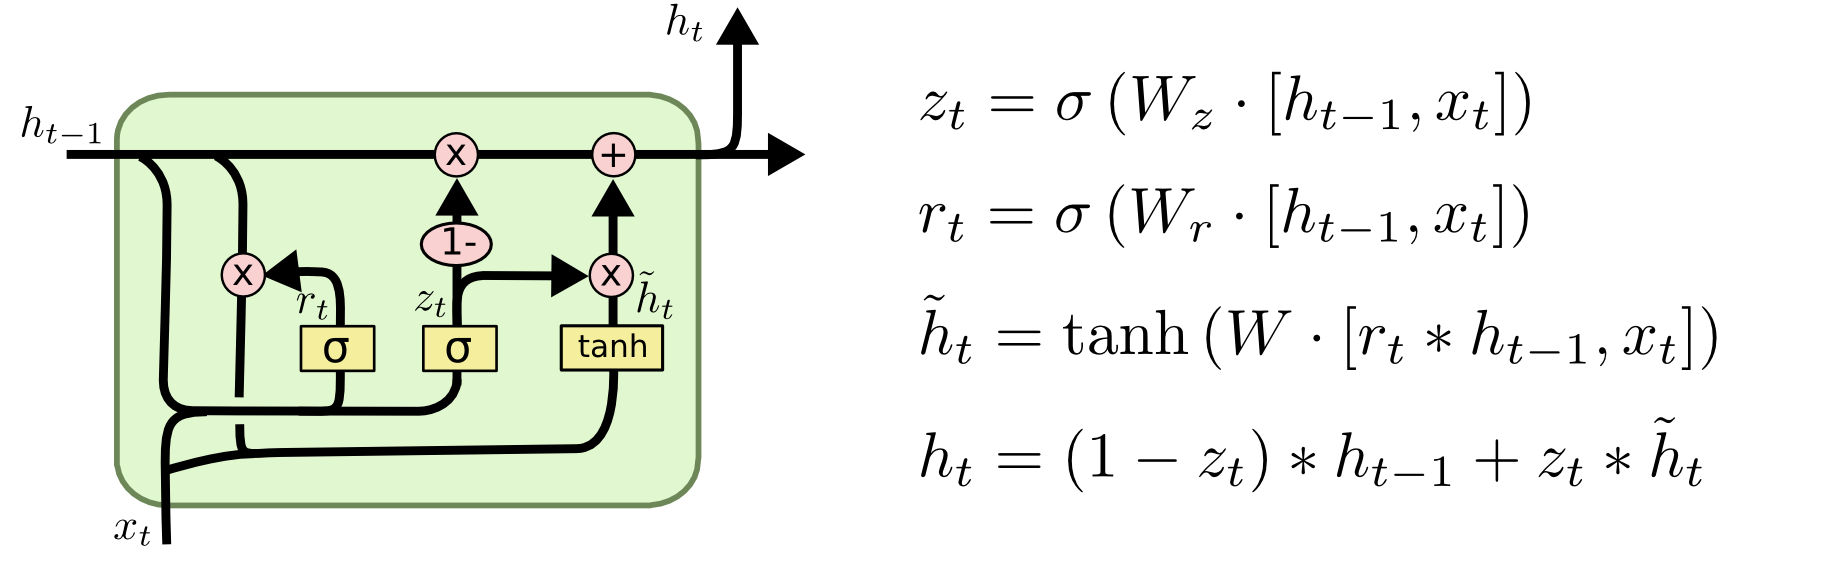 h_t
h_{t-1}
x
+
1-
x
r_t
z_t
x
h̃_t
σ
σ
tanh
x_t
z_t = σ (W_z · [h_{t-1}, x_t])
r_t = σ (W_r · [h_{t-1}, x_t])
h̃_t = tanh (W · [r_t * h_{t-1}, x_t])
h_t = (1 − z_t) * h_{t-1} + z_t * h̃_t